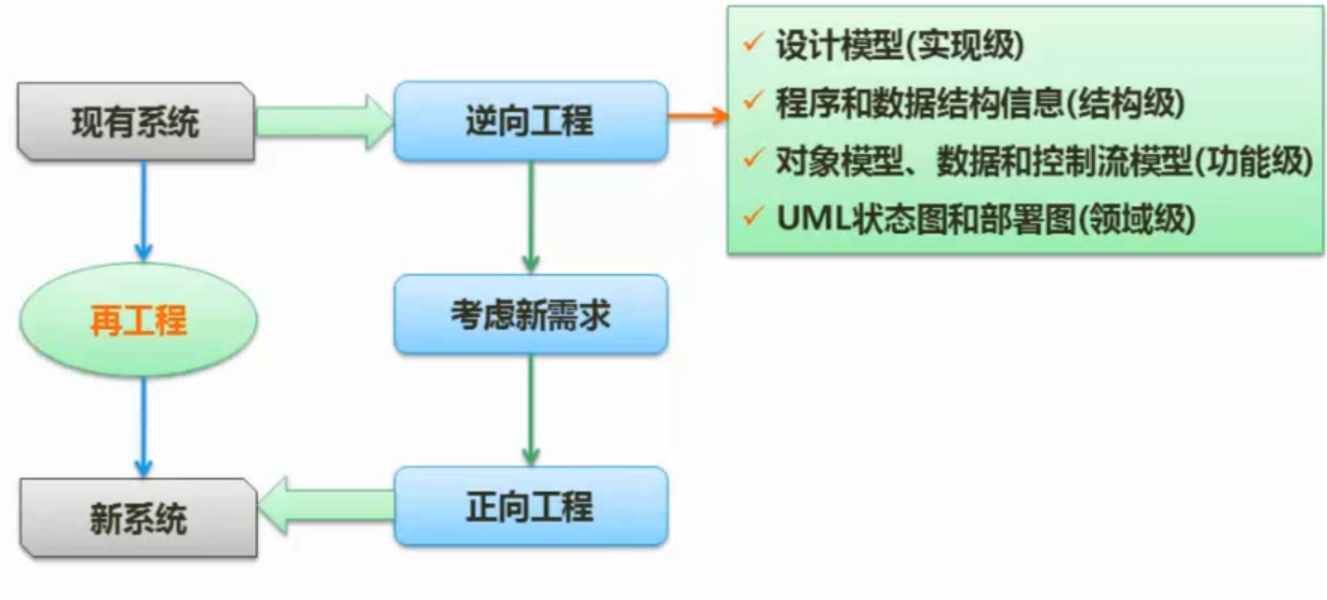 设计模型(实现级)
现有系统
逆向工程
程序和数据结构信息(结构级)
对象模型、数据和控制流模型(功能级)
UML状态图和部署图(领域级)
再工程
考虑新需求
新系统
正向工程